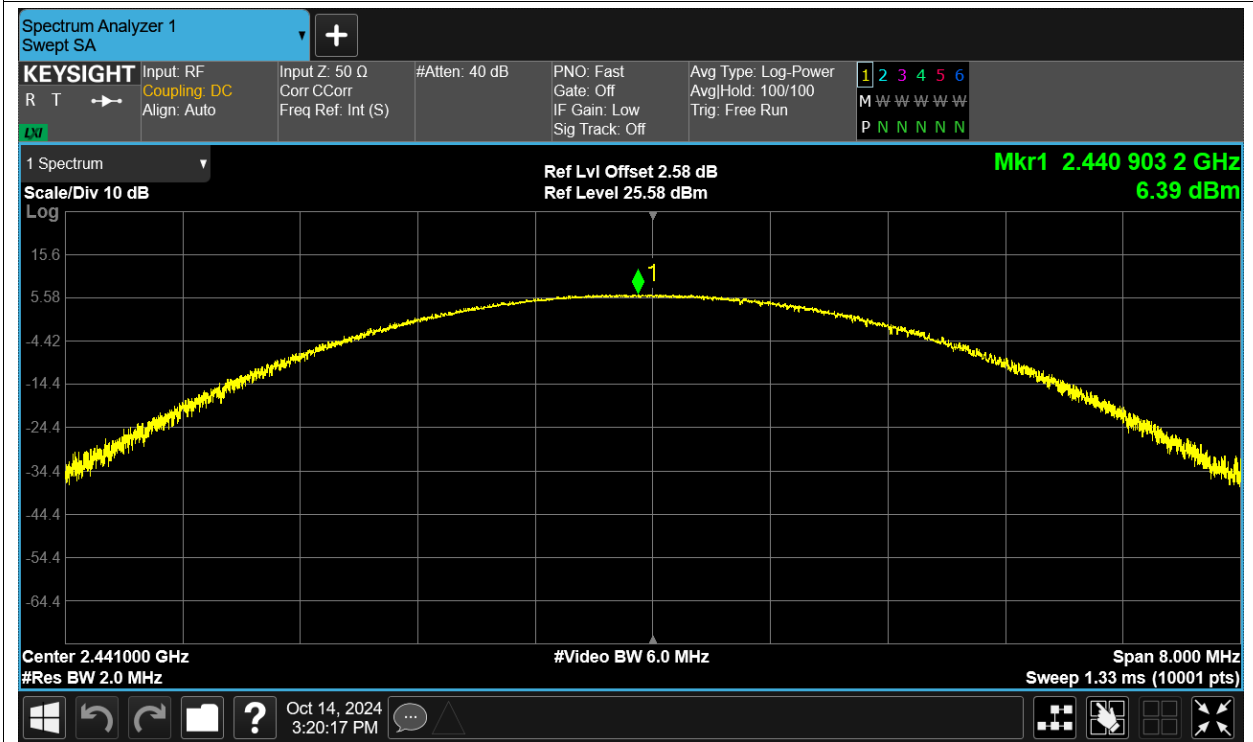 Spectrum Analyzer 1
Swept SA
+
KEYSIGHT
R T
LXI
Input: RF
Coupling: DC
Align: Auto
Input Z: 50 Ω
Corr CCorr
Freq Ref: Int (S)
#Atten: 40 dB
PNO: Fast
Gate: Off
IF Gain: Low
Sig Track: Off
Avg Type: Log-Power
Avg|Hold: 100/100
Trig: Free Run
1 2 3 4 5 6
M W W W W W
P N N N N N
1 Spectrum
Scale/Div 10 dB
Log
Ref Lvl Offset 2.58 dB
Ref Level 25.58 dBm
Mkr1 2.440 903 2 GHz
6.39 dBm
15.6
5.58
-4.42
-14.4
-24.4
-34.4
-44.4
-54.4
-64.4
1
Center 2.441000 GHz
#Res BW 2.0 MHz
#Video BW 6.0 MHz
Span 8.000 MHz
Sweep 1.33 ms (10001 pts)
?
Oct 14, 2024
3:20:17 PM